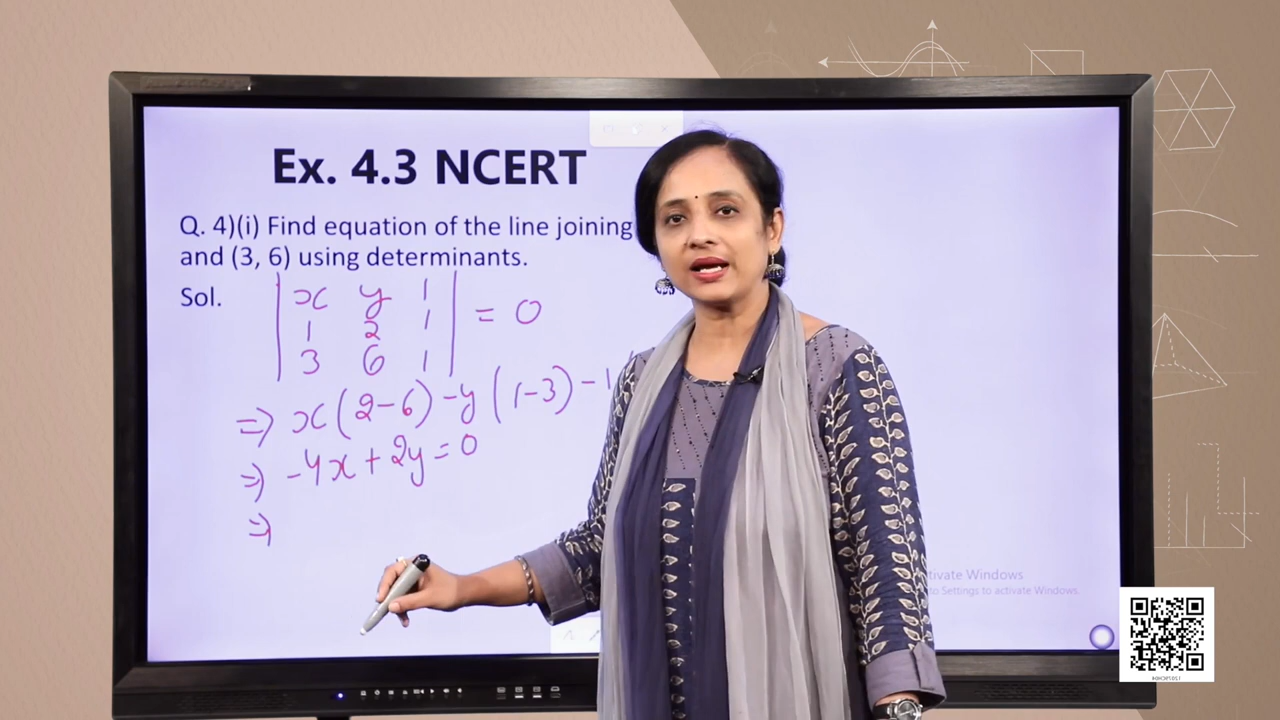 Ex. 4.3 NCERT
Q. 4)(i) Find equation of the line joining
and (3, 6) using determinants.
Sol.
| x y 1 |
| 1 2 1 | = 0
| 3 6 1 |
=> x(2-6) -y(1-3) -1
=> -4x + 2y = 0
=>
tivate Windows
to Settings to activate Windows.